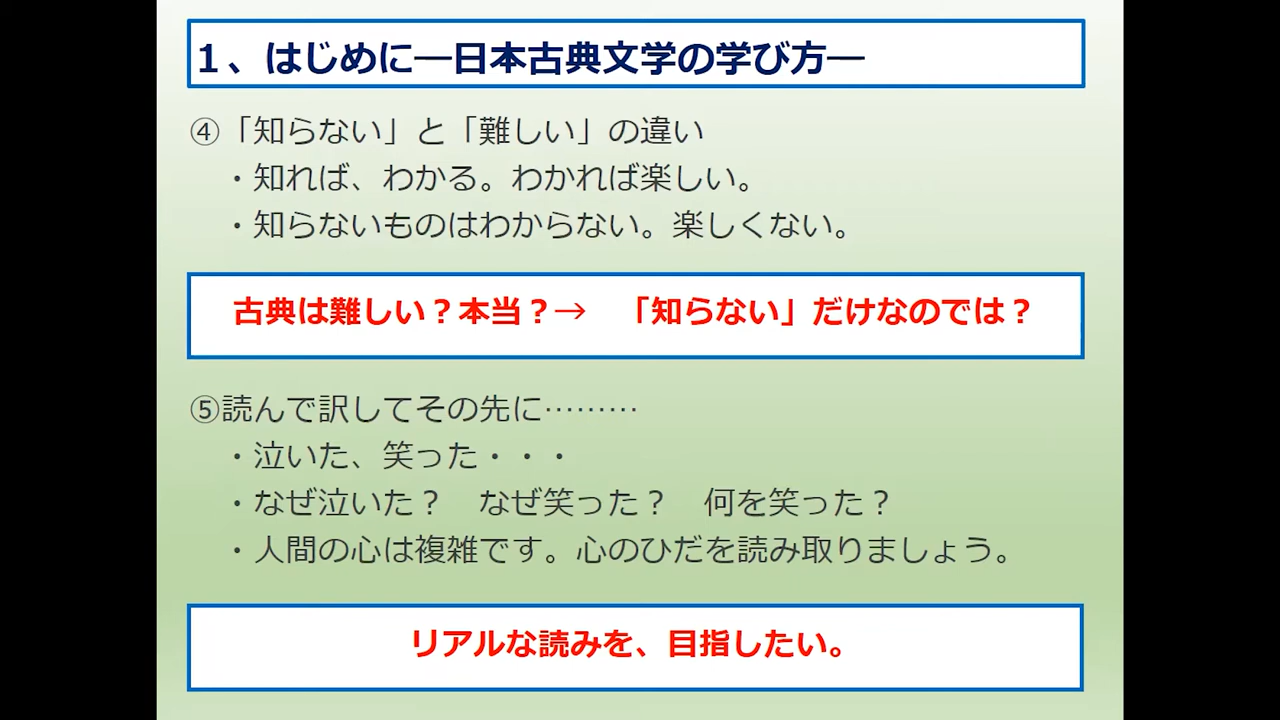 １、はじめに―日本古典文学の学び方―
④「知らない」と「難しい」の違い
・知れば、わかる。わかれば楽しい。
・知らないものはわからない。楽しくない。
古典は難しい？本当？→　「知らない」だけなのでは？
⑤読んで訳してその先に………
・泣いた、笑った・・・
・なぜ泣いた？　なぜ笑った？　何を笑った？
・人間の心は複雑です。心のひだを読み取りましょう。
リアルな読みを、目指したい。